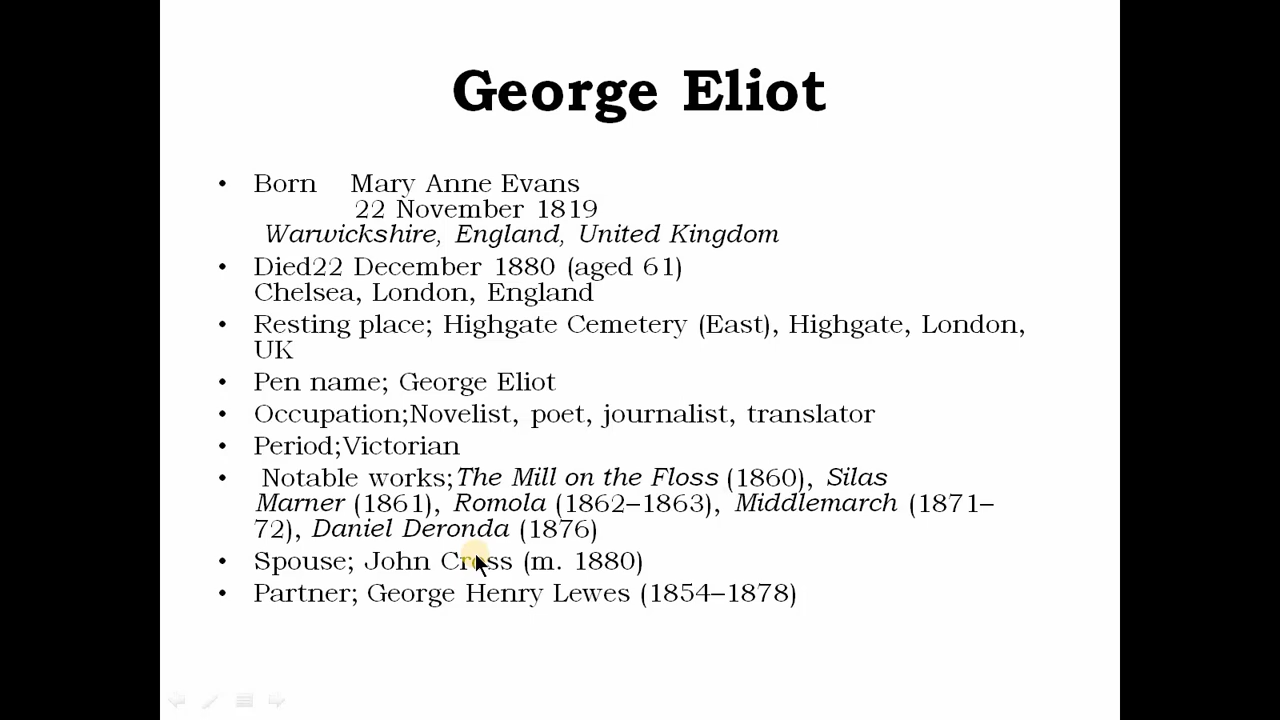 George Eliot
• Born Mary Anne Evans
22 November 1819
Warwickshire, England, United Kingdom
• Died22 December 1880 (aged 61)
Chelsea, London, England
• Resting place; Highgate Cemetery (East), Highgate, London,
UK
• Pen name; George Eliot
• Occupation;Novelist, poet, journalist, translator
• Period;Victorian
• Notable works;The Mill on the Floss (1860), Silas
Marner (1861), Romola (1862–1863), Middlemarch (1871–
72), Daniel Deronda (1876)
• Spouse; John Cross (m. 1880)
• Partner; George Henry Lewes (1854–1878)